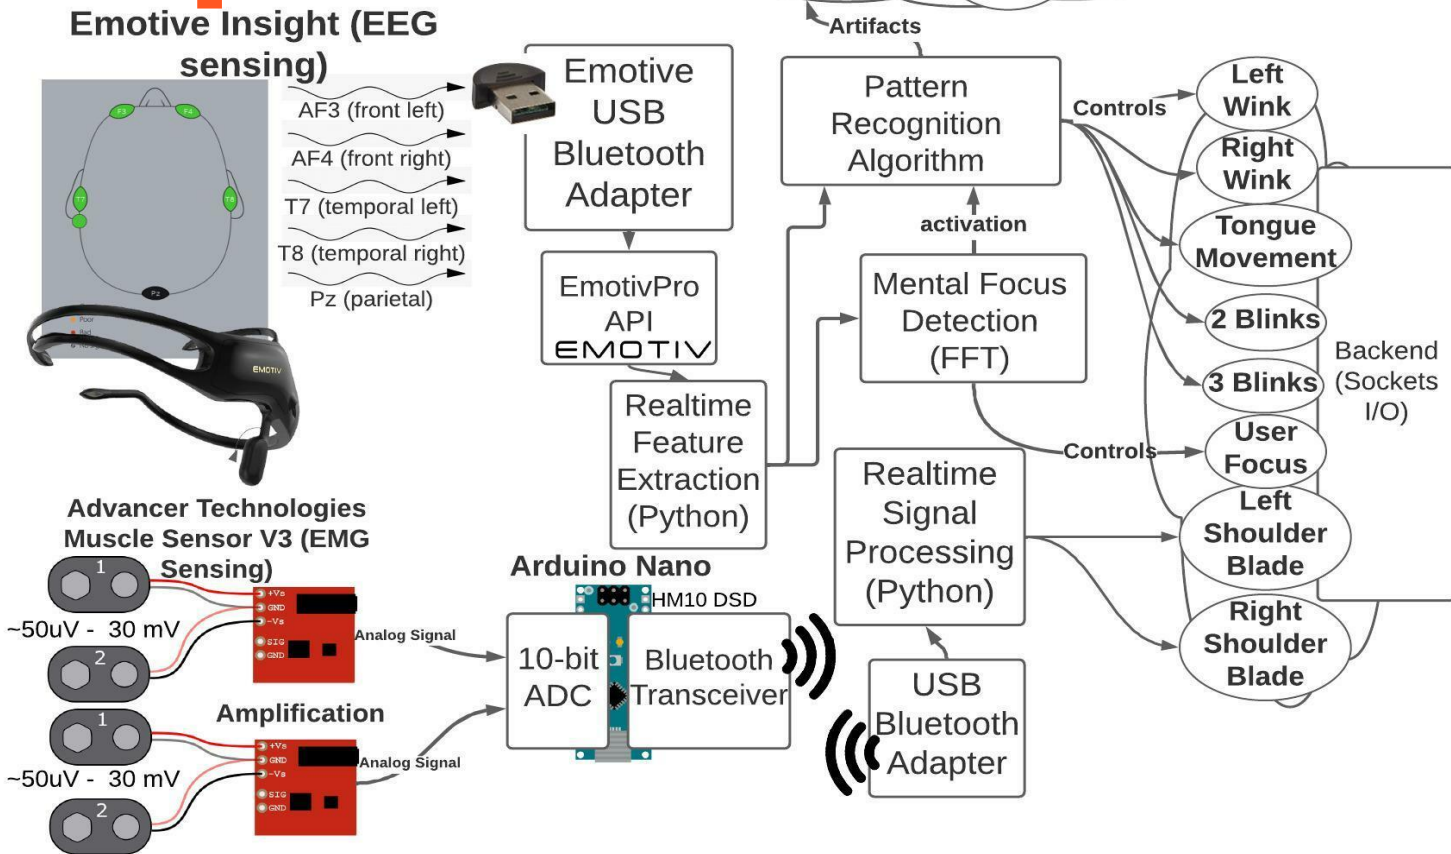 Emotive Insight (EEG
sensing)
F3
F4
T7
T8
Pz
Poor
Bad
EMOTIV
AF3 (front left)
AF4 (front right)
T7 (temporal left)
T8 (temporal right)
Pz (parietal)
Emotive
USB
Bluetooth
Adapter
EmotivPro
API
EMOTIV
Realtime
Feature
Extraction
(Python)
Artifacts
Pattern
Recognition
Algorithm
activation
Mental Focus
Detection
(FFT)
Controls
Controls
Left
Wink
Right
Wink
Tongue
Movement
2 Blinks
3 Blinks
User
Focus
Left
Shoulder
Blade
Right
Shoulder
Blade
Backend
(Sockets
I/O)
Advancer Technologies
Muscle Sensor V3 (EMG
Sensing)
1
~50uV - 30 mV
2
+Vs
GND
-Vs
SIG
GND
Analog Signal
Amplification
1
~50uV - 30 mV
2
+Vs
GND
-Vs
SIG
GND
Analog Signal
Arduino Nano
HM10 DSD
10-bit
ADC
Bluetooth
Transceiver
Realtime
Signal
Processing
(Python)
USB
Bluetooth
Adapter